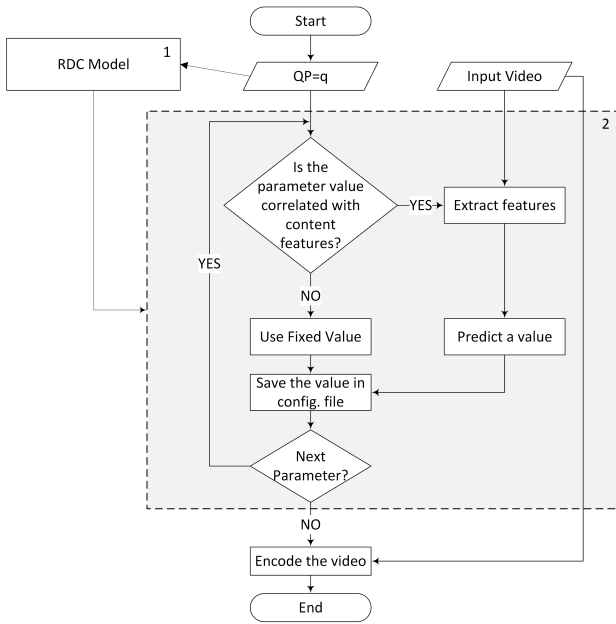 Start
1
RDC Model
QP=q
Input Video
2
Is the
parameter value
correlated with
content
features?
YES
Extract features
YES
NO
Use Fixed Value
Predict a value
Save the value in
config. file
Next
Parameter?
NO
Encode the video
End